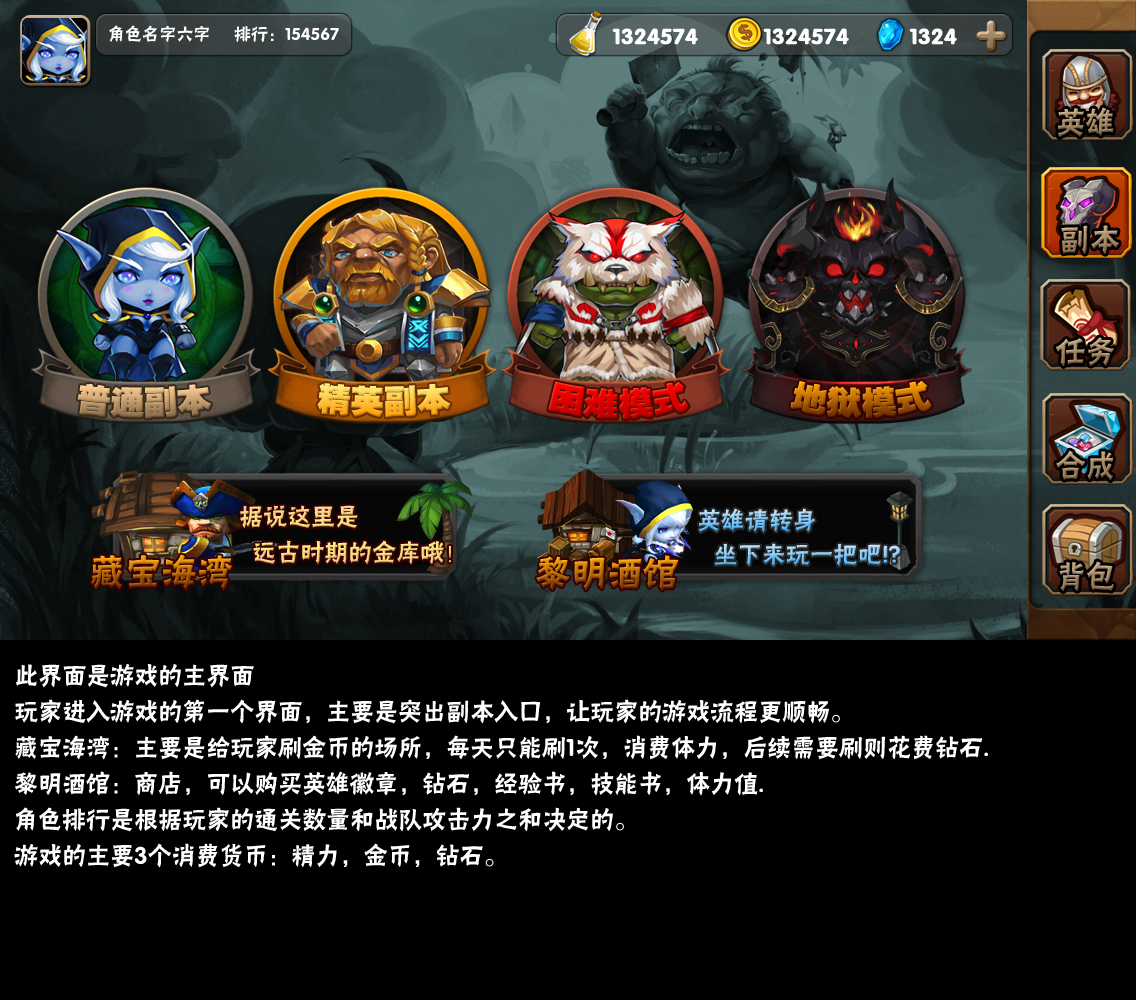 角色名字六字 排行：154567
1324574 1324574 1324
英雄
副本
任务
合成
背包
普通副本
精英副本
困难模式
地狱模式
据说这里是
远古时期的金库哦！
藏宝海湾
英雄请转身
坐下来玩一把吧!?
黎明酒馆
此界面是游戏的主界面
玩家进入游戏的第一个界面，主要是突出副本入口，让玩家的游戏流程更顺畅。
藏宝海湾：主要是给玩家刷金币的场所，每天只能刷1次，消费体力，后续需要刷则花费钻石.
黎明酒馆：商店，可以购买英雄徽章，钻石，经验书，技能书，体力值.
角色排行是根据玩家的通关数量和战队攻击力之和决定的。
游戏的主要3个消费货币：精力，金币，钻石。